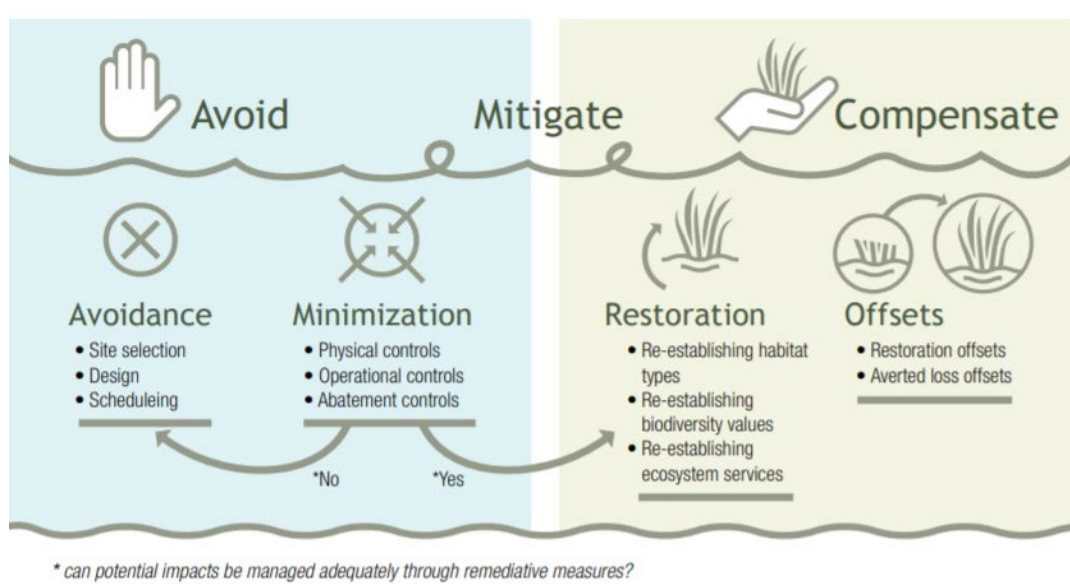 Avoid
Mitigate
Compensate
Avoidance
• Site selection
• Design
• Scheduleing
Minimization
• Physical controls
• Operational controls
• Abatement controls
Restoration
• Re-establishing habitat
types
• Re-establishing
biodiversity values
• Re-establishing
ecosystem services
Offsets
• Restoration offsets
• Averted loss offsets
*No
*Yes
* can potential impacts be managed adequately through remediative measures?